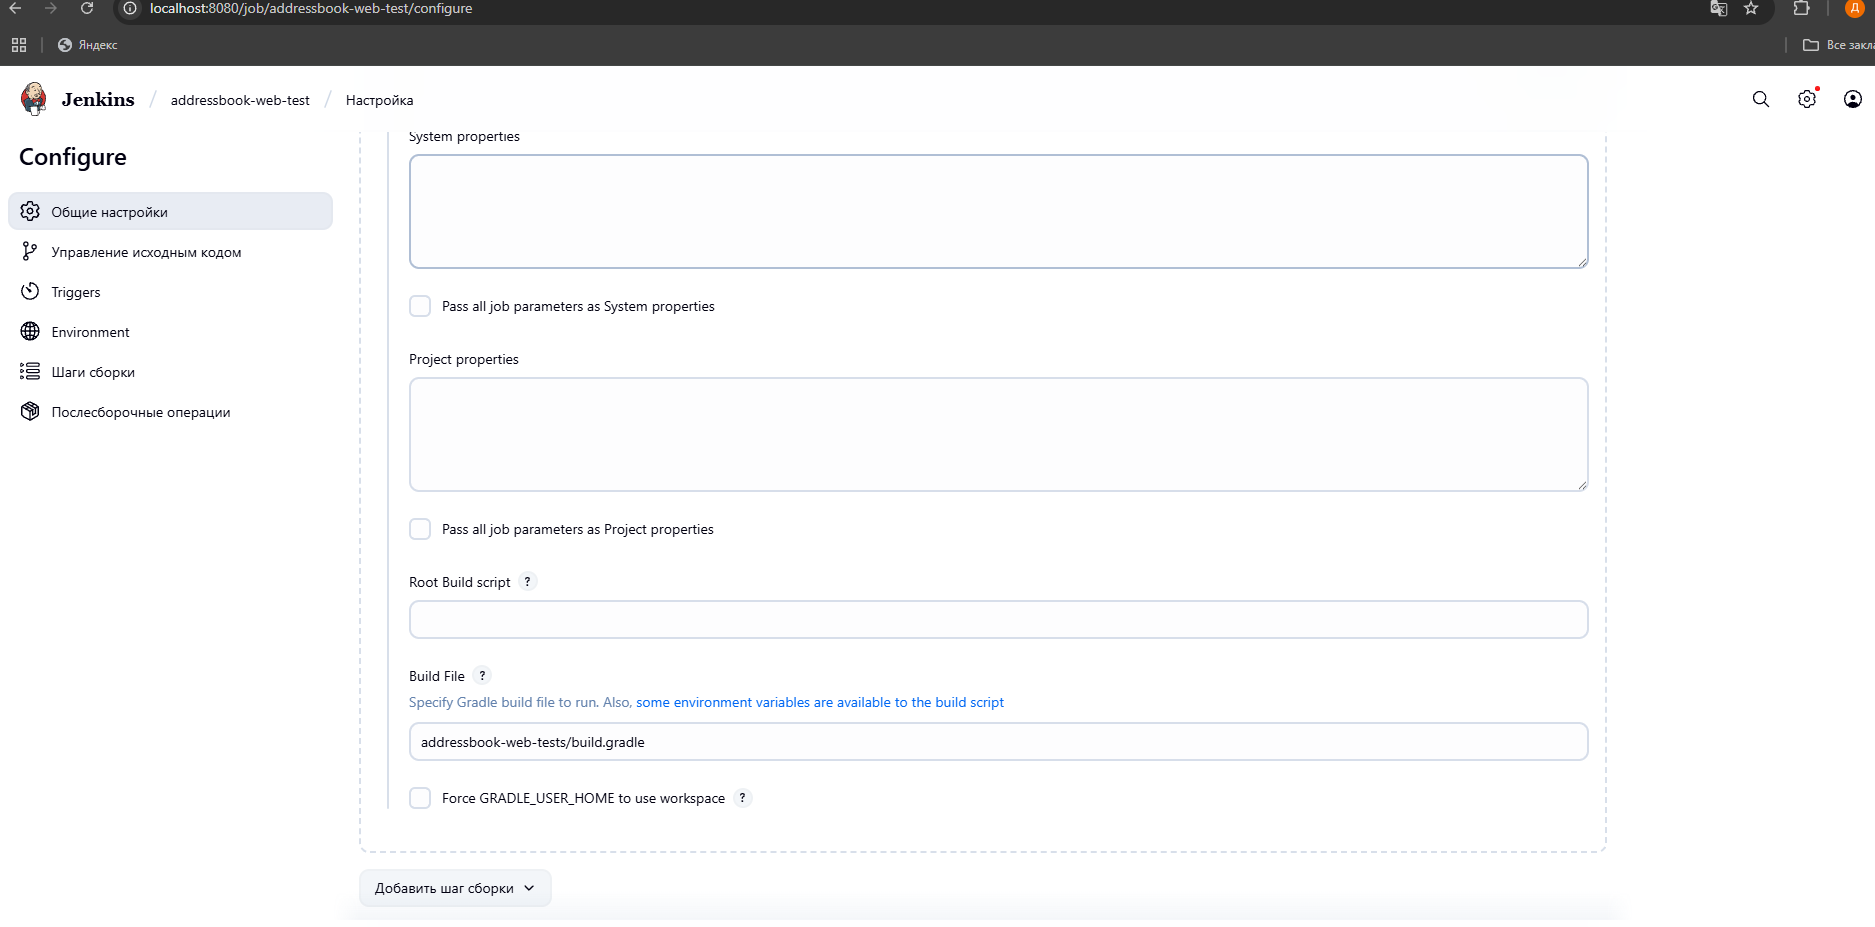 localhost:8080/job/addressbook-web-test/configure
Д
Яндекс
Все закла
Jenkins / addressbook-web-test / Настройка
Configure
Общие настройки
Управление исходным кодом
Triggers
Environment
Шаги сборки
Послесборочные операции
System properties
Pass all job parameters as System properties
Project properties
Pass all job parameters as Project properties
Root Build script ?
Build File ?
Specify Gradle build file to run. Also, some environment variables are available to the build script
addressbook-web-tests/build.gradle
Force GRADLE_USER_HOME to use workspace ?
Добавить шаг сборки